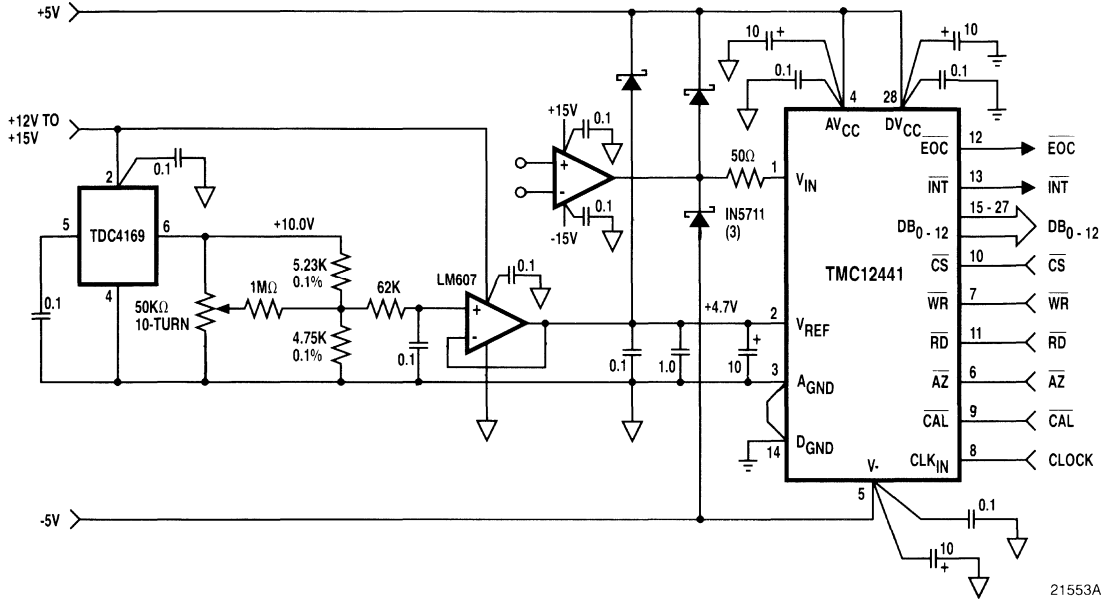 +5V
10 +
+ 10
0.1
0.1
4
28
AVCC
DVCC
+12V TO
+15V
+15V
0.1
+
-
0.1
-15V
2
0.1
5
TDC4169
6
4
0.1
+10.0V
5.23K
0.1%
50KΩ
10-TURN
1MΩ
62K
4.75K
0.1%
0.1
LM607
0.1
+
-
50Ω
1
VIN
IN5711
(3)
+4.7V
2
VREF
0.1
1.0
10
+
3
AGND
DGND
14
TMC12441
EOC
12
EOC
INT
13
INT
DB0 - 12
15 - 27
DB0 - 12
CS
10
CS
WR
7
WR
RD
11
RD
AZ
6
AZ
CAL
9
CAL
CLKIN
8
CLOCK
V-
5
-5V
0.1
10
+
21553A